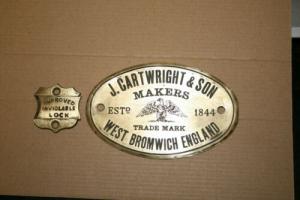 IMPROVED
INVIOLABLE
LOCK
J. CARTWRIGHT & SON
MAKERS
ESTD 1844
TRADE MARK
WEST BROMWICH ENGLAND